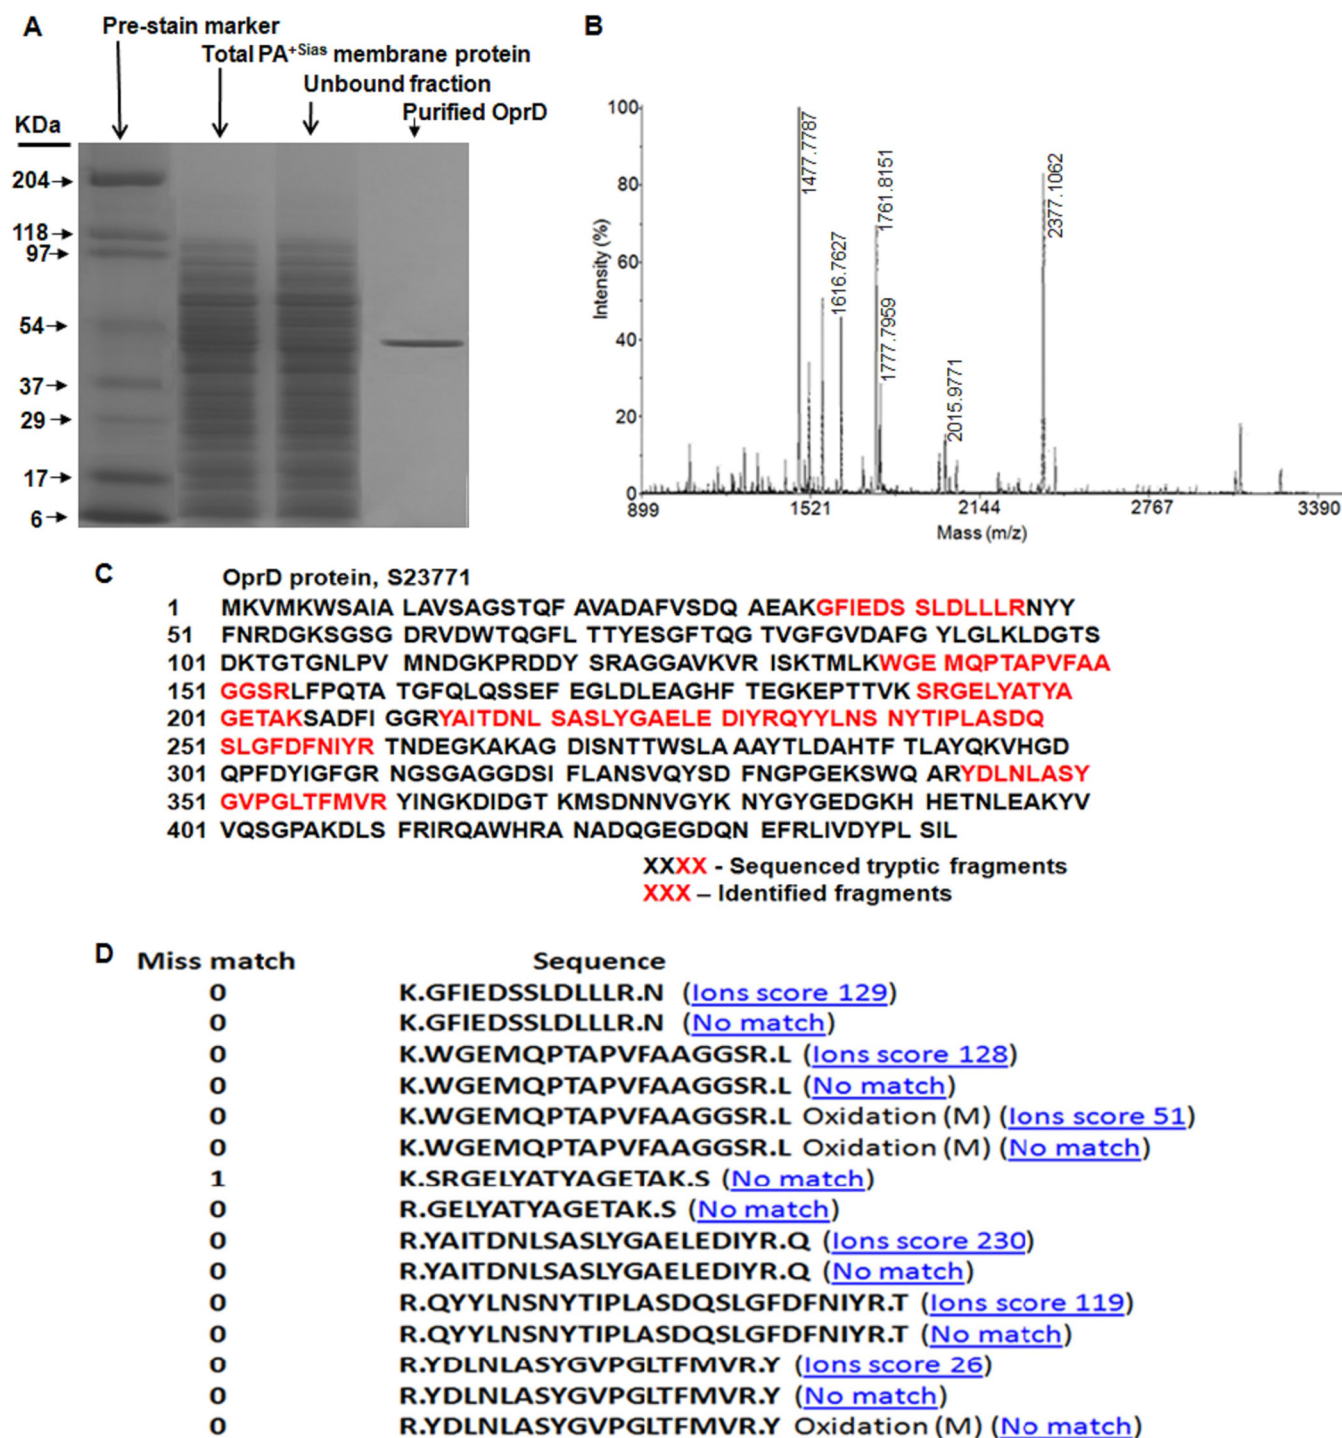 A
Pre-stain marker
Total PA+Sias membrane protein
Unbound fraction
Purified OprD
KDa
204
118
97
54
37
29
17
6
B
100
80
60
40
20
0
Intensity (%)
1477.7787
1616.7627
1761.8151
1777.7959
2015.9771
2377.1062
899
1521
2144
2767
3390
Mass (m/z)
C
OprD protein, S23771
1 MKVMKWSAIA LAVSAGSTQF AVADAFVSDQ AEAKGFIEDS SLDLLLRNYY
51 FNRDGKSGSG DRVDWTQGFL TTYESGFTQG TVGFGVDAFG YLGLKLDGTS
101 DKTGTGNLPV MNDGKPRDDY SRAGGAVKVR ISKTMLKWGE MQPTAPVFAA
151 GGSRLFPQTA TGFQLQSSEF EGLDLEAGHF TEGKEPTTVK SRGELYATYA
201 GETAKSADFI GGRYAITDNL SASLYGAELE DIYRQYYLNS NYTIPLASDQ
251 SLGFDFNIYR TNDEGKAKAG DISNTTWSLA AAYTLDAHTF TLAYQKVHGD
301 QPFDYIGFGR NGSGAGGDSI FLANSVQYSD FNGPGEKSWQ ARYDLNLASY
351 GVPGLTFMVR YINGKDIDGT KMSDNNVGYK NYGYGEDGKH HETNLEAKYV
401 VQSGPAKDLS FRIRQAWHRA NADQGEGDQN EFRLIVDYPL SIL
XXXX - Sequenced tryptic fragments
XXX – Identified fragments
D
Miss match Sequence
0 K.GFIEDSSLDLLLR.N (Ions score 129)
0 K.GFIEDSSLDLLLR.N (No match)
0 K.WGEMQPTAPVFAAGGSR.L (Ions score 128)
0 K.WGEMQPTAPVFAAGGSR.L (No match)
0 K.WGEMQPTAPVFAAGGSR.L Oxidation (M) (Ions score 51)
0 K.WGEMQPTAPVFAAGGSR.L Oxidation (M) (No match)
1 K.SRGELYATYAGETAK.S (No match)
0 R.GELYATYAGETAK.S (No match)
0 R.YAITDNLSASLYGAELEDIYR.Q (Ions score 230)
0 R.YAITDNLSASLYGAELEDIYR.Q (No match)
0 R.QYYLNSNYTIPLASDQSLGFDFNIYR.T (Ions score 119)
0 R.QYYLNSNYTIPLASDQSLGFDFNIYR.T (No match)
0 R.YDLNLASYGVPGLTFMVR.Y (Ions score 26)
0 R.YDLNLASYGVPGLTFMVR.Y (No match)
0 R.YDLNLASYGVPGLTFMVR.Y Oxidation (M) (No match)